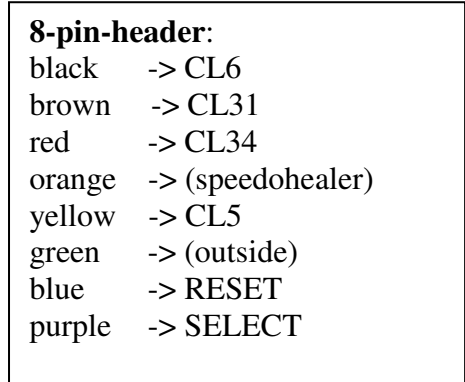 8-pin-header:
black -> CL6
brown -> CL31
red -> CL34
orange -> (speedohealer)
yellow -> CL5
green -> (outside)
blue -> RESET
purple -> SELECT